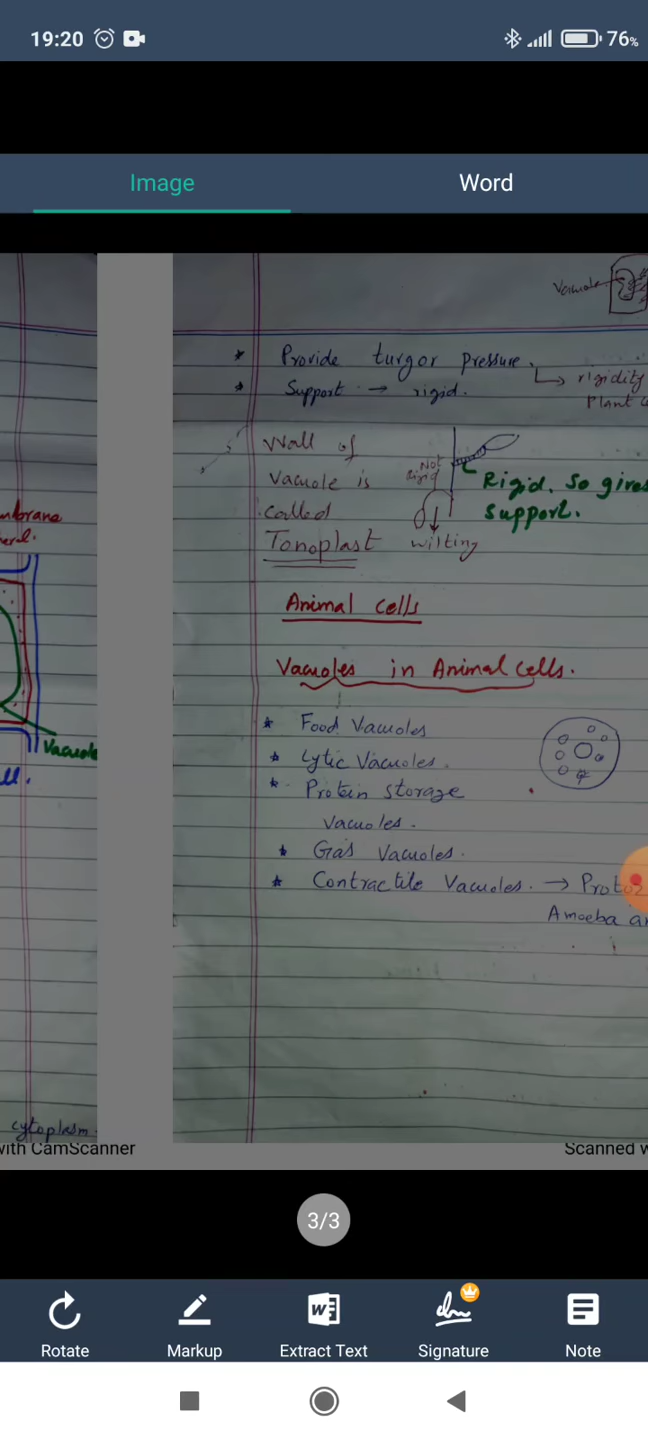 19:20
76%
Image
Word
Vacuole
* Provide turgor pressure.
↳ rigidity
* Support → rigid.
Plant
Wall of
Vacuole is
called
Tonoplast
Not
Rigid
Rigid. So gives
support.
wilting
mbrane
Animal cells
Vacuoles in Animal cells.
* Food Vacuoles
* Lytic Vacuoles.
* Protein storage
Vacuoles.
* Gas Vacuoles.
* Contractile Vacuoles. → Proto
Amoeba
Vacuole
ll.
cytoplasm
with CamScanner
Scanned w
3/3
Rotate
Markup
Extract Text
Signature
Note